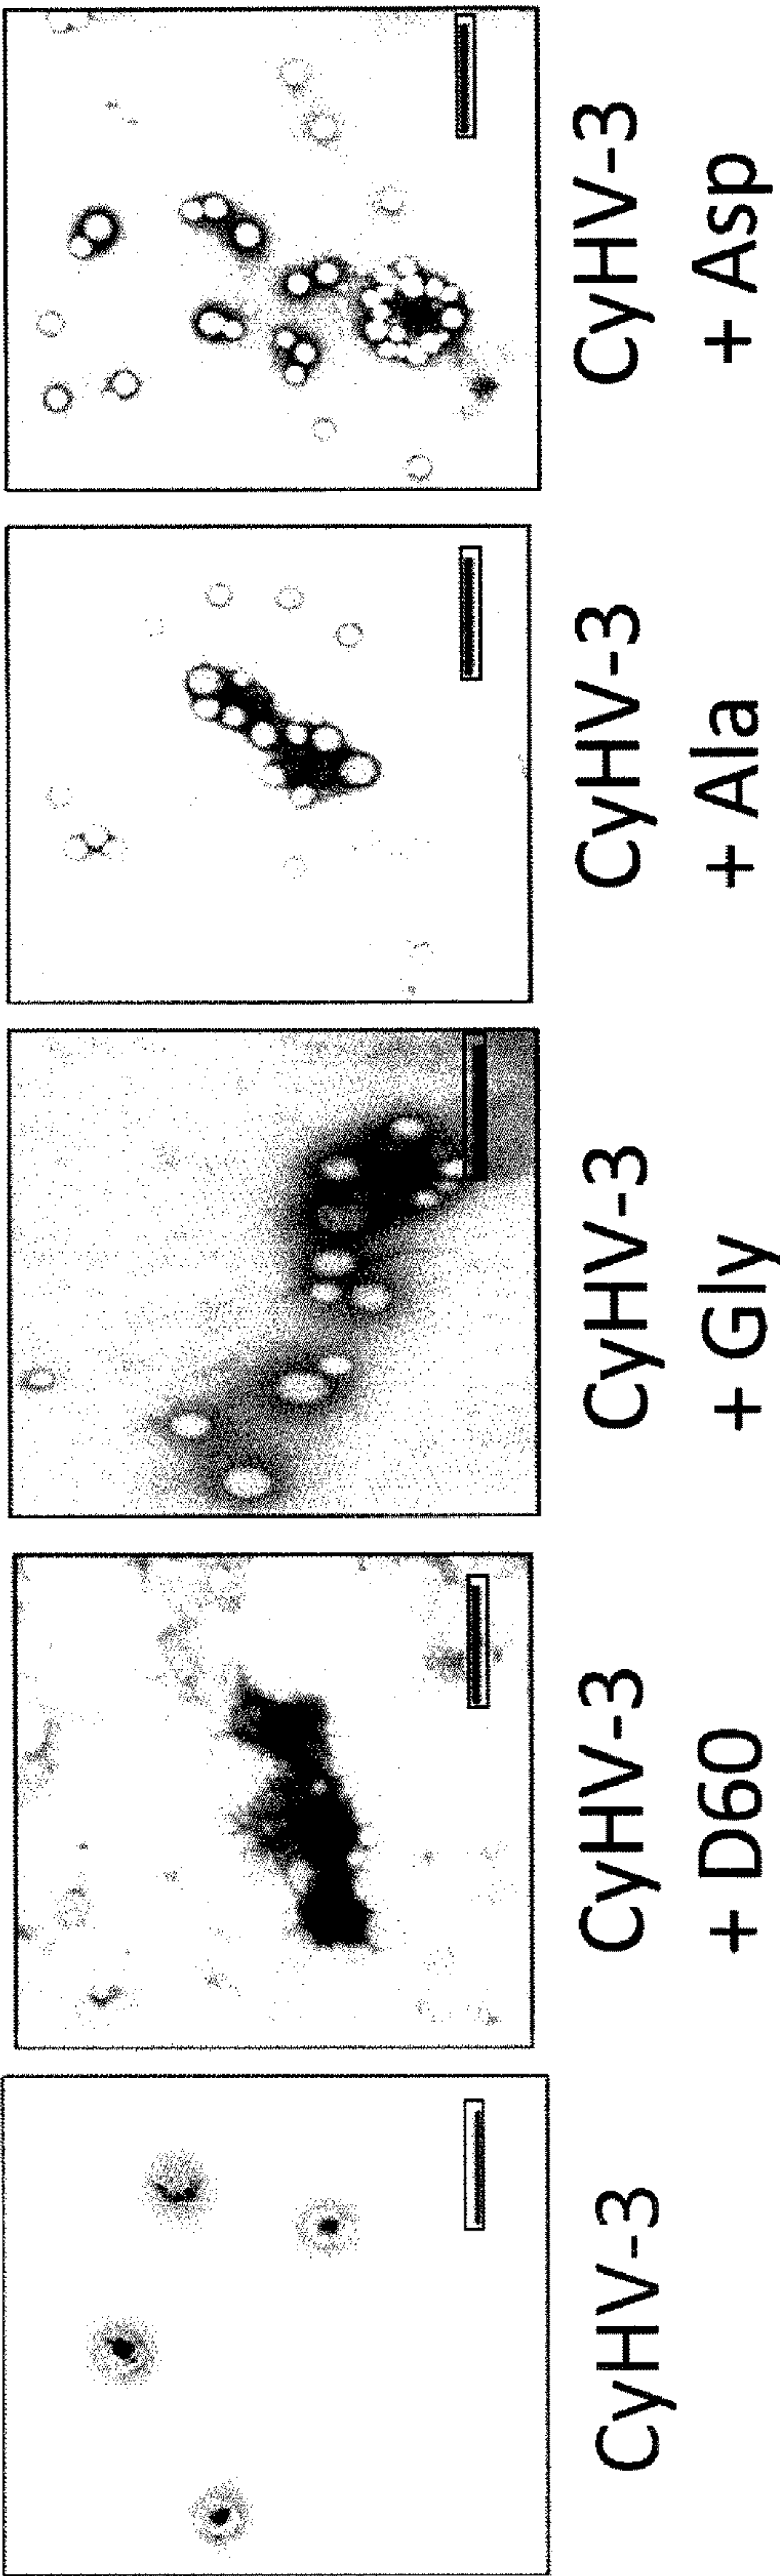 CyHV-3
CyHV-3
+ D60
CyHV-3
+ Gly
CyHV-3
+ Ala
CyHV-3
+ Asp